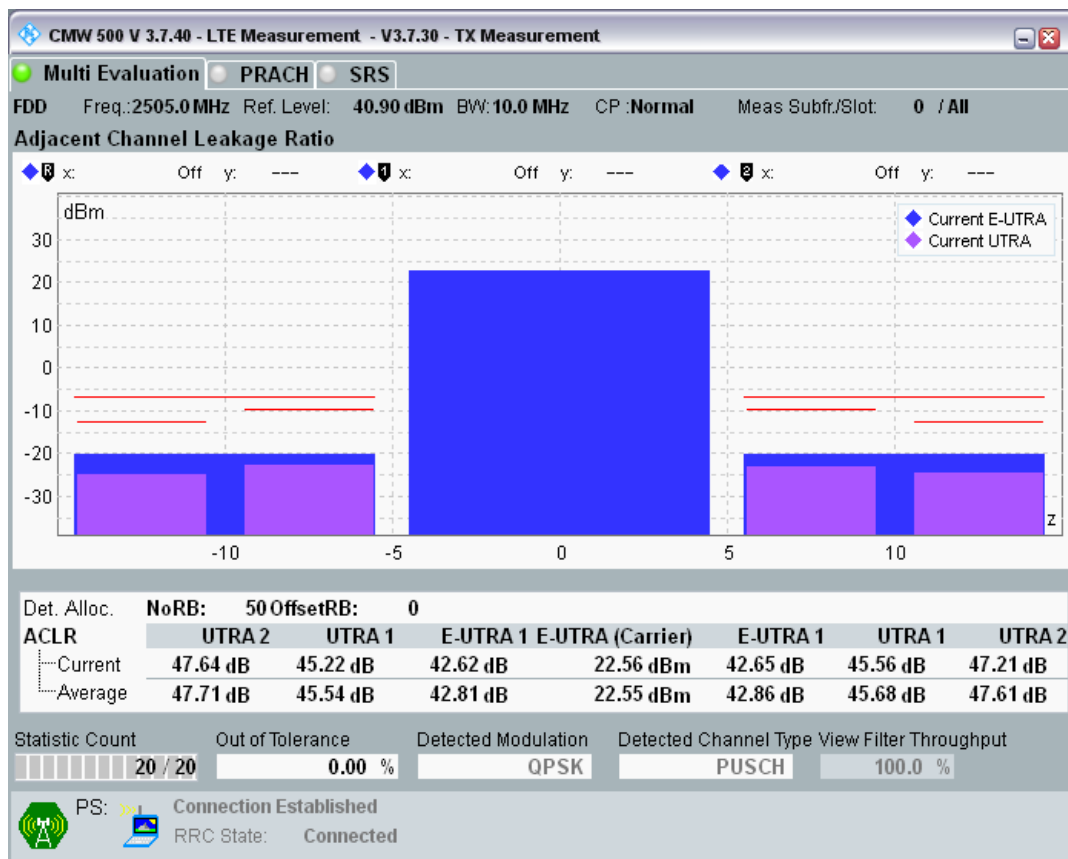 CMW 500 V 3.7.40 - LTE Measurement - V3.7.30 - TX Measurement
Multi Evaluation PRACH SRS
FDD Freq.:2505.0 MHz Ref. Level: 40.90 dBm BW: 10.0 MHz CP :Normal Meas Subfr./Slot: 0 / All
Adjacent Channel Leakage Ratio
R x: Off y: --- 1 x: Off y: --- 2 x: Off y: ---
dBm
Current E-UTRA
Current UTRA
30
20
10
0
-10
-20
-30
z
-10 -5 0 5 10
Det. Alloc. NoRB: 50 OffsetRB: 0
ACLR UTRA 2 UTRA 1 E-UTRA 1 E-UTRA (Carrier) E-UTRA 1 UTRA 1 UTRA 2
Current 47.64 dB 45.22 dB 42.62 dB 22.56 dBm 42.65 dB 45.56 dB 47.21 dB
Average 47.71 dB 45.54 dB 42.81 dB 22.55 dBm 42.86 dB 45.68 dB 47.61 dB
Statistic Count Out of Tolerance Detected Modulation Detected Channel Type View Filter Throughput
20 / 20 0.00 % QPSK PUSCH 100.0 %
PS: Connection Established
RRC State: Connected